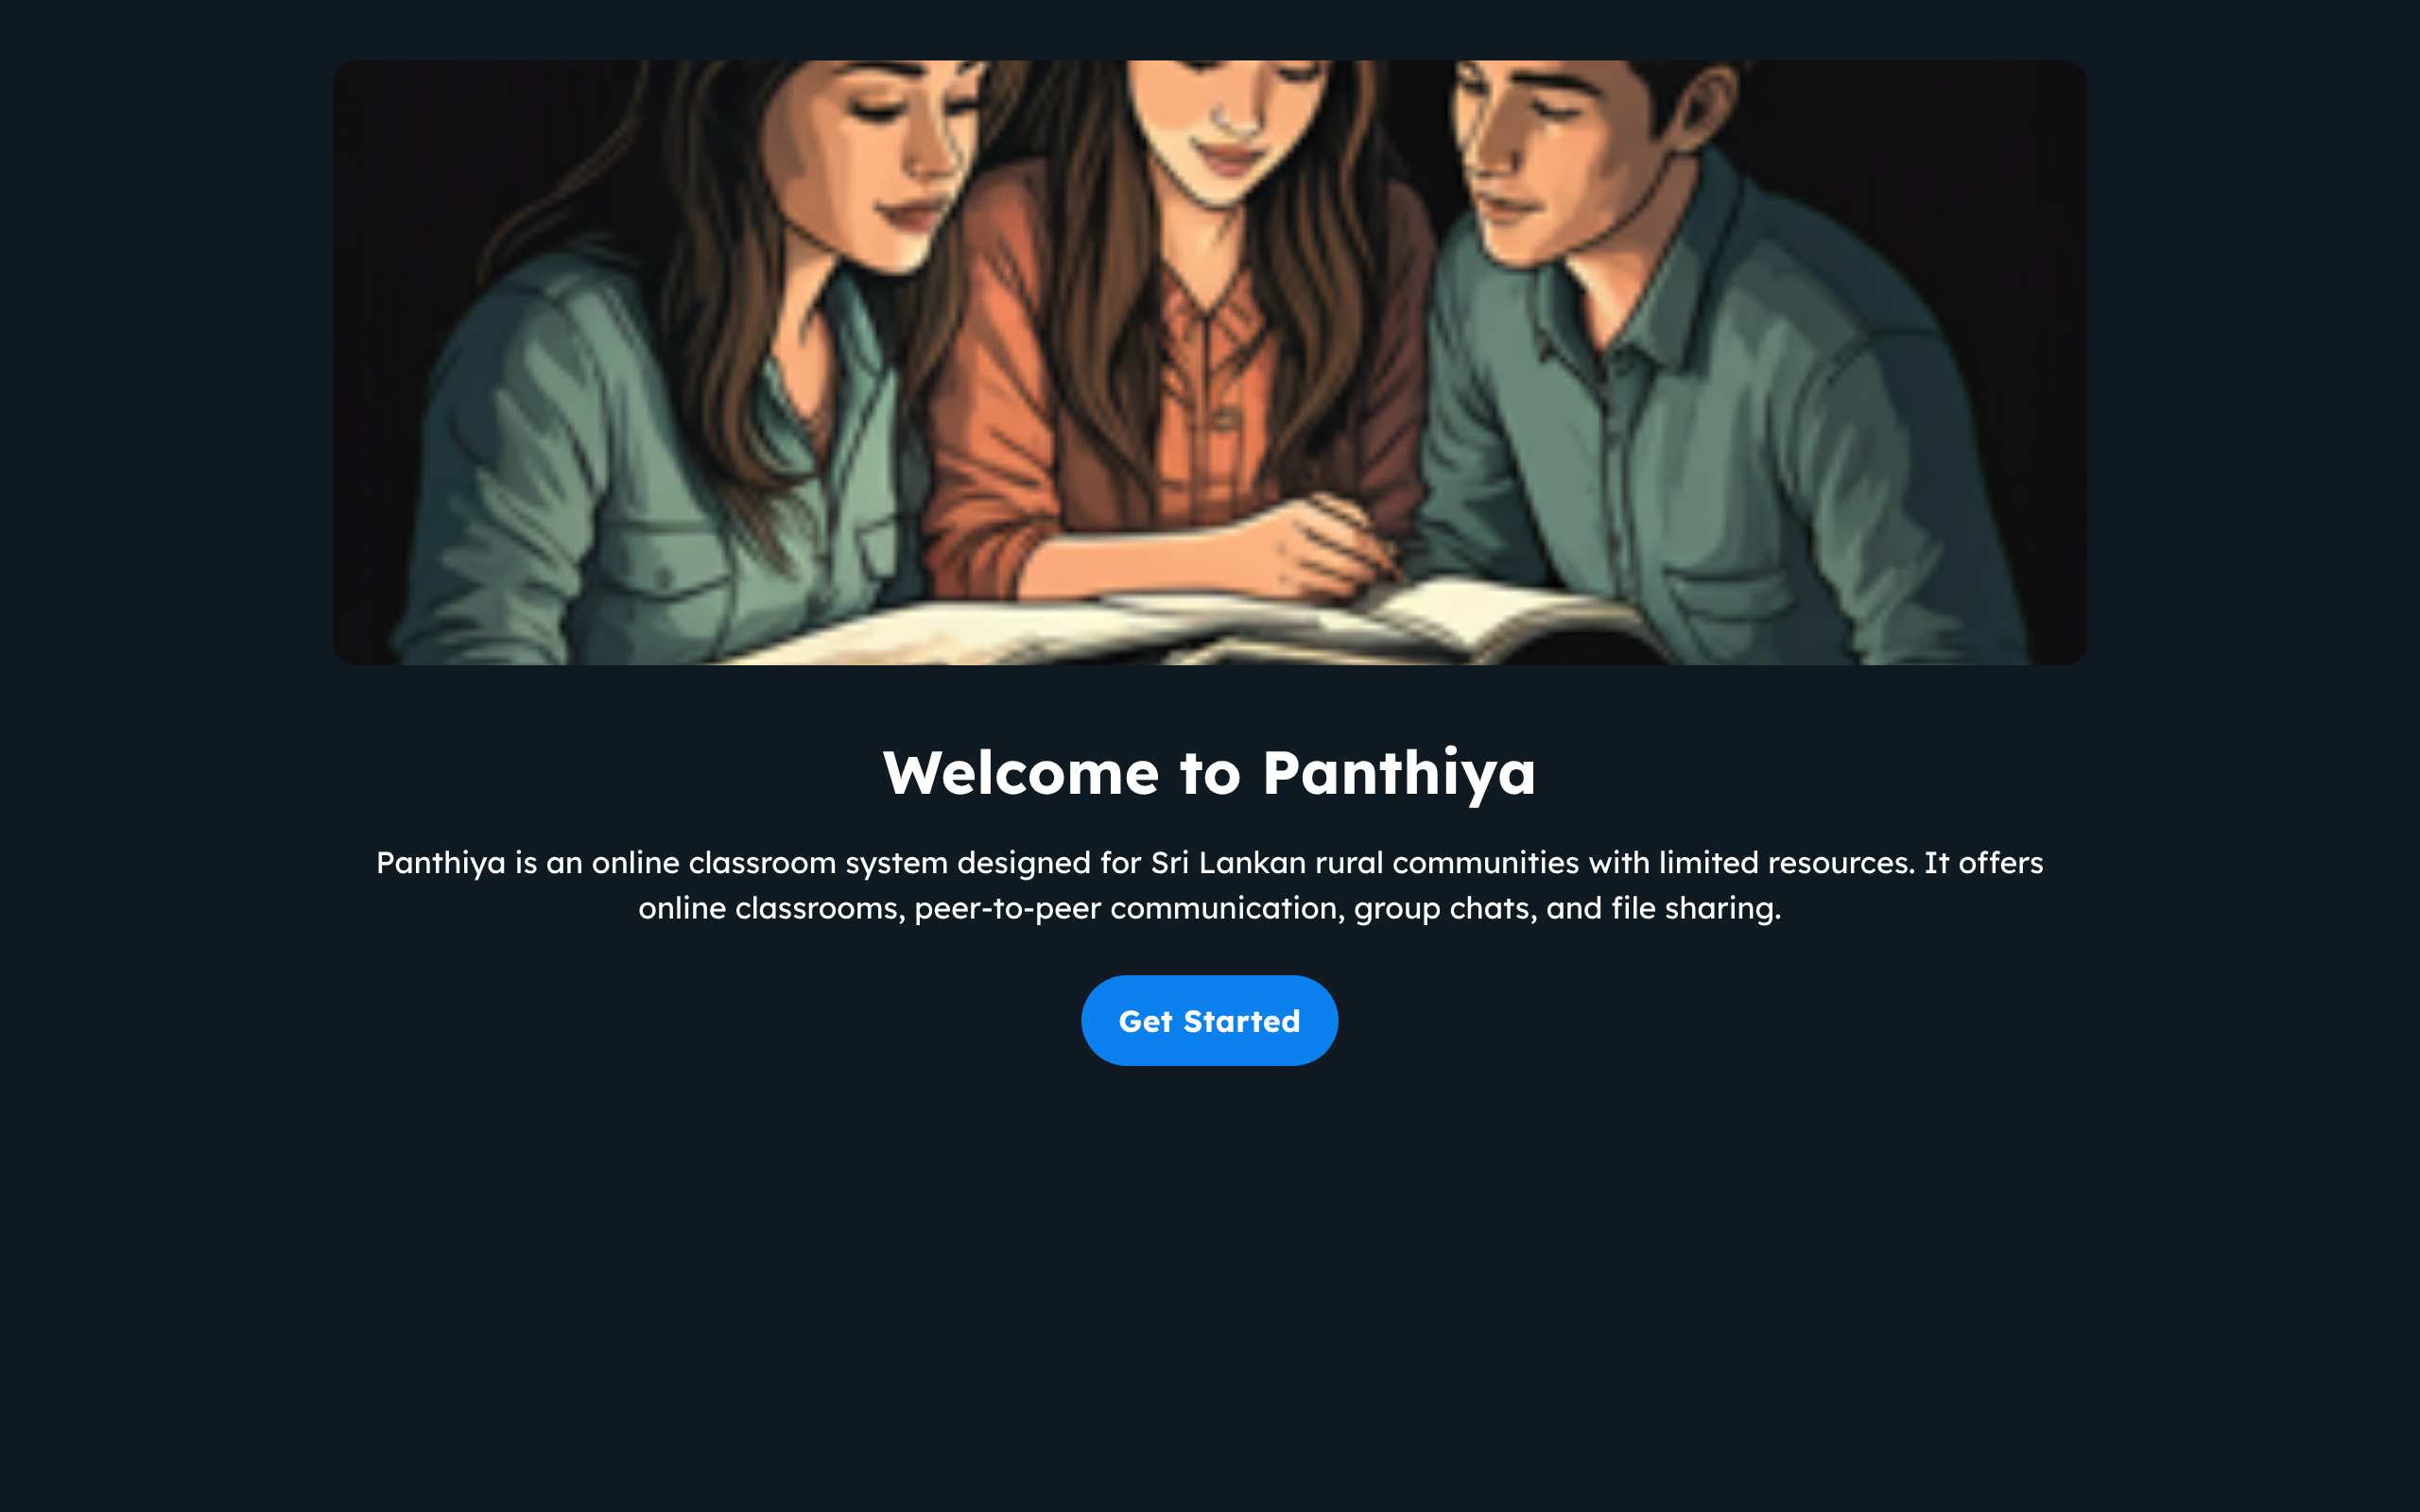 Welcome to Panthiya
Panthiya is an online classroom system designed for Sri Lankan rural communities with limited resources. It offers
online classrooms, peer-to-peer communication, group chats, and file sharing.
Get Started